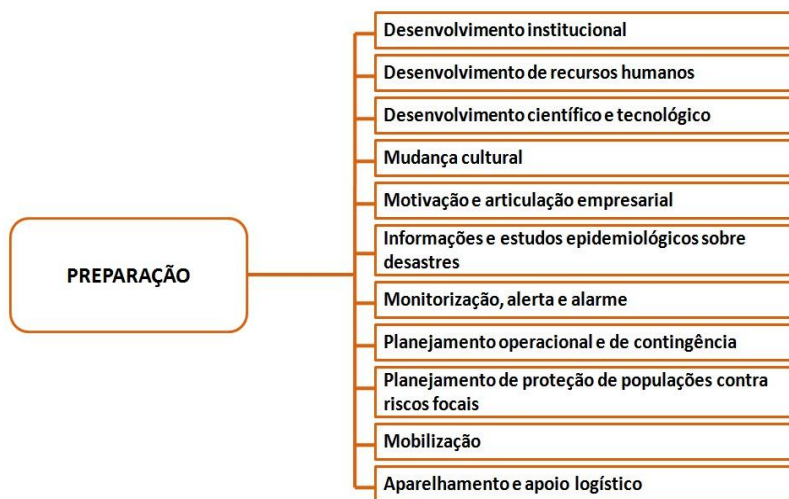 PREPARAÇÃO
Desenvolvimento institucional
Desenvolvimento de recursos humanos
Desenvolvimento científico e tecnológico
Mudança cultural
Motivação e articulação empresarial
Informações e estudos epidemiológicos sobre
desastres
Monitorização, alerta e alarme
Planejamento operacional e de contingência
Planejamento de proteção de populações contra
riscos focais
Mobilização
Aparelhamento e apoio logístico